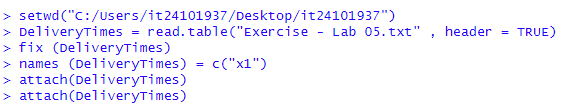 > setwd("C:/Users/it24101937/Desktop/it24101937")
> DeliveryTimes = read.table("Exercise - Lab 05.txt" , header = TRUE)
> fix (DeliveryTimes)
> names (DeliveryTimes) = c("x1")
> attach(DeliveryTimes)
> attach(DeliveryTimes)